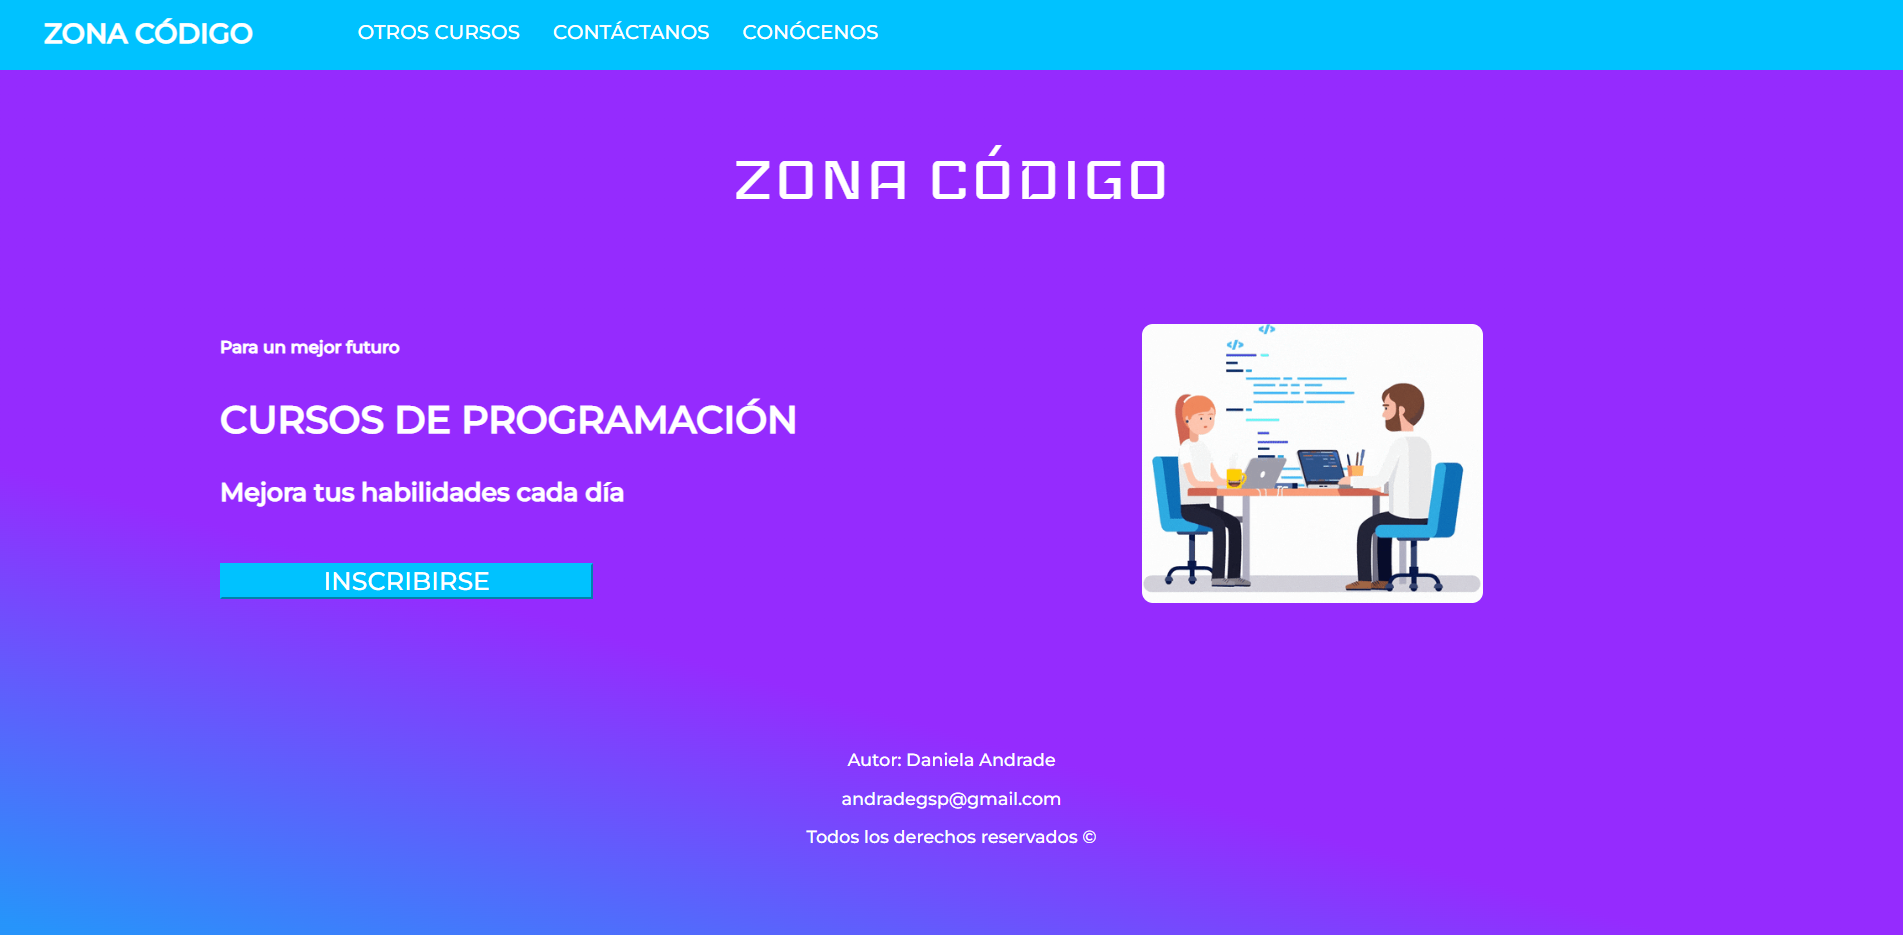 ZONA CÓDIGO
OTROS CURSOS
CONTÁCTANOS
CONÓCENOS
ZONA CÓDIGO
Para un mejor futuro
CURSOS DE PROGRAMACIÓN
Mejora tus habilidades cada día
INSCRIBIRSE
</>
</>
Autor: Daniela Andrade
andradegsp@gmail.com
Todos los derechos reservados ©